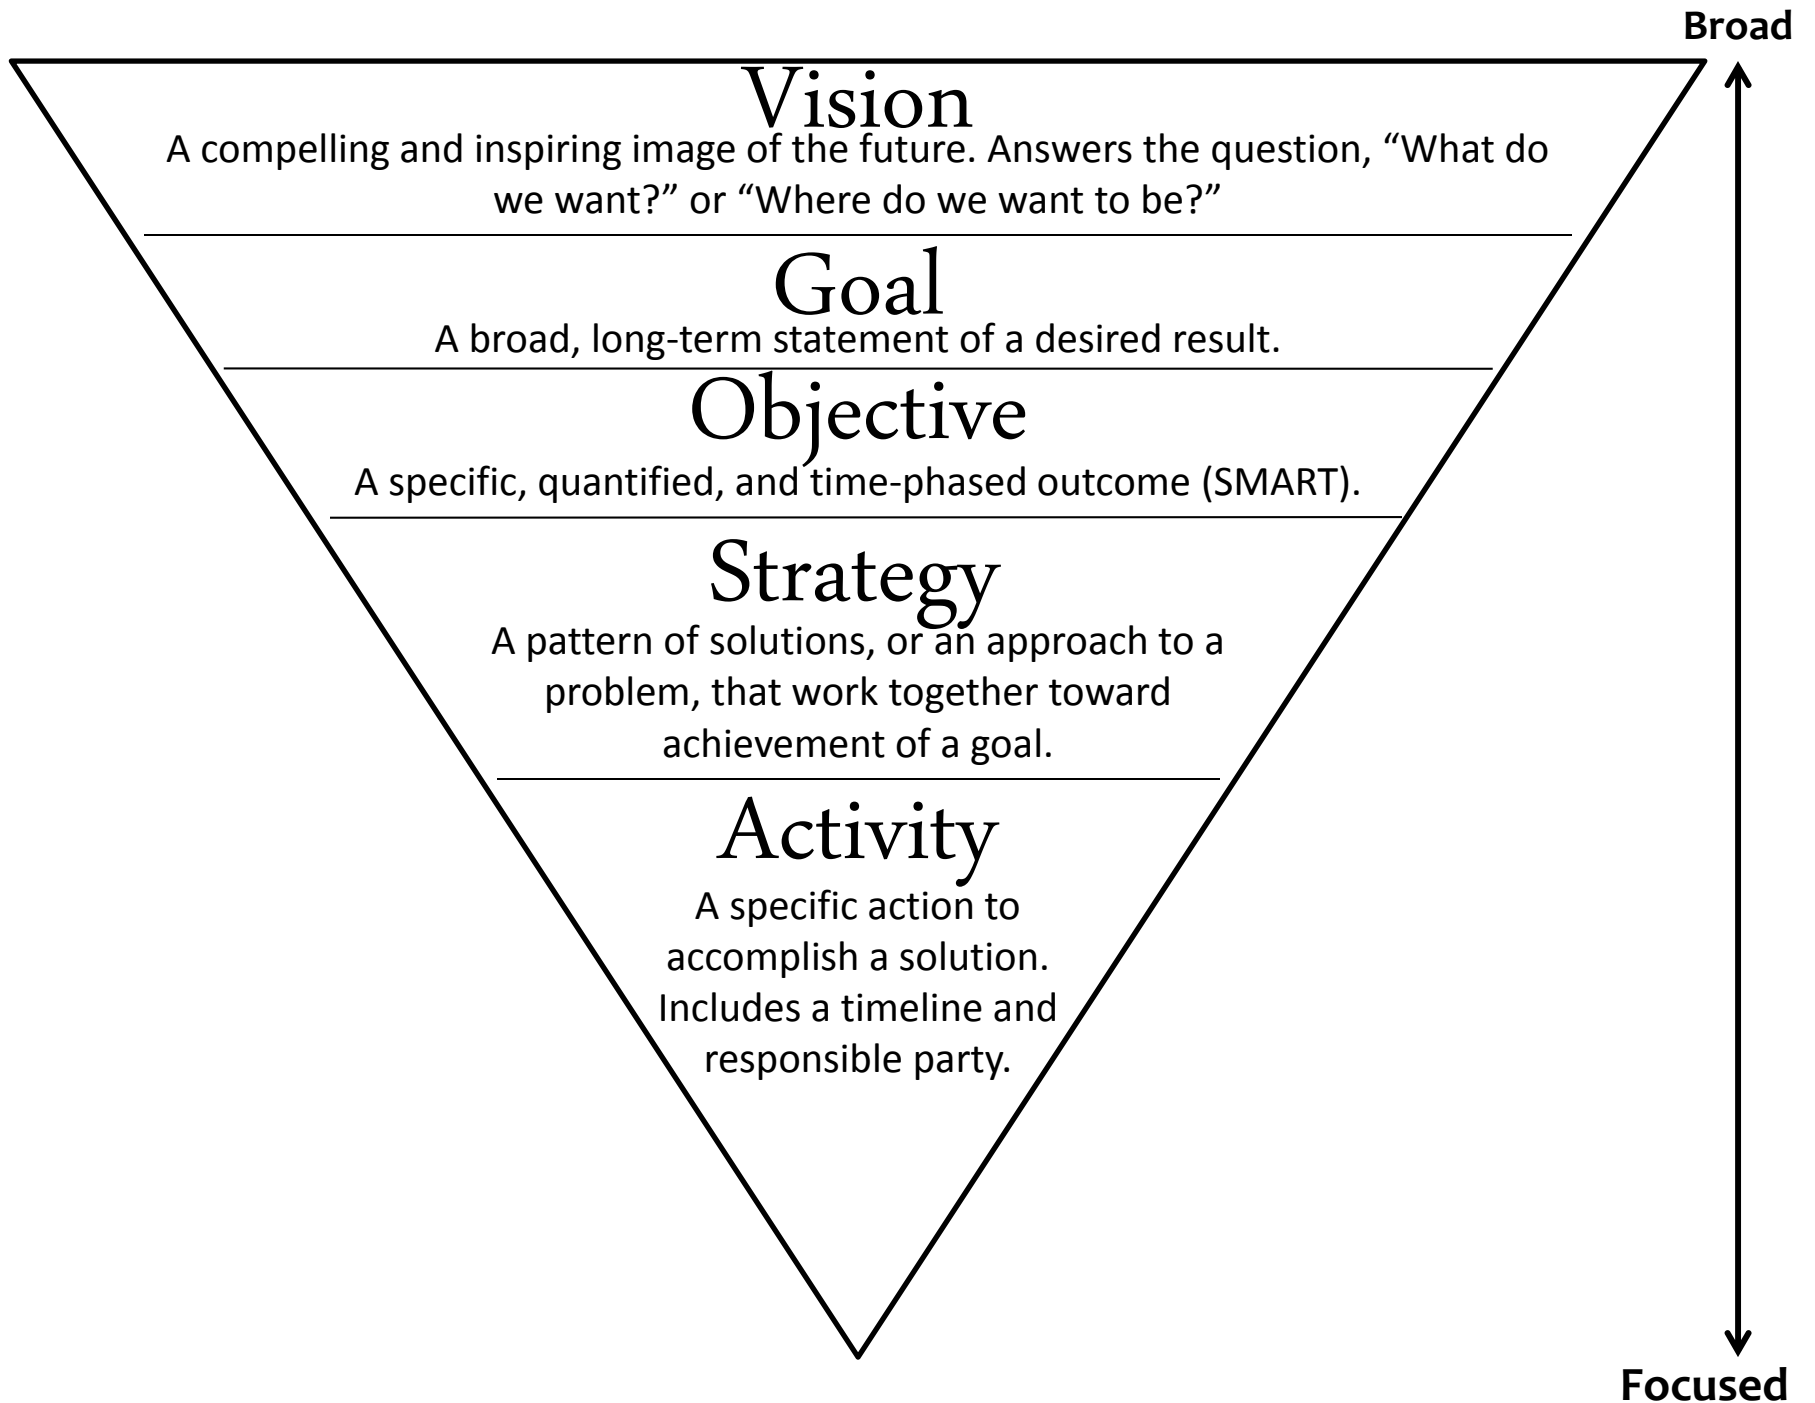 Broad
Vision
A compelling and inspiring image of the future. Answers the question, “What do
we want?” or “Where do we want to be?”
Goal
A broad, long-term statement of a desired result.
Objective
A specific, quantified, and time-phased outcome (SMART).
Strategy
A pattern of solutions, or an approach to a
problem, that work together toward
achievement of a goal.
Activity
A specific action to
accomplish a solution.
Includes a timeline and
responsible party.
Focused